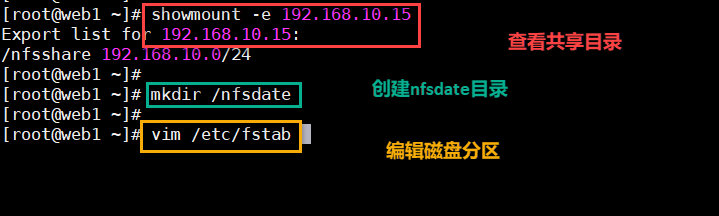 [root@web1 ~]# showmount -e 192.168.10.15
Export list for 192.168.10.15:
/nfsshare 192.168.10.0/24
查看共享目录
[root@web1 ~]#
[root@web1 ~]# mkdir /nfsdate
创建nfsdate目录
[root@web1 ~]#
[root@web1 ~]# vim /etc/fstab
编辑磁盘分区